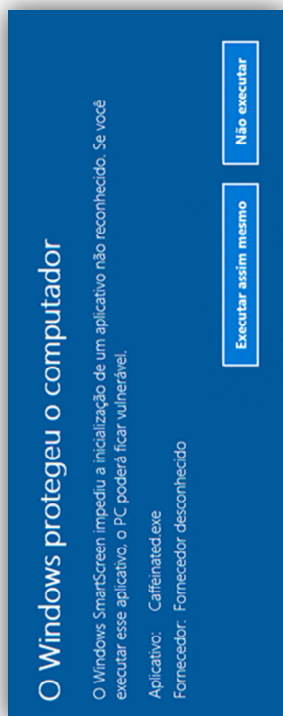 O Windows protegeu o computador
O Windows SmartScreen impediu a inicialização de um aplicativo não reconhecido. Se você
executar esse aplicativo, o PC poderá ficar vulnerável.
Aplicativo: Caffeinated.exe
Fornecedor: Fornecedor desconhecido
Executar assim mesmo
Não executar